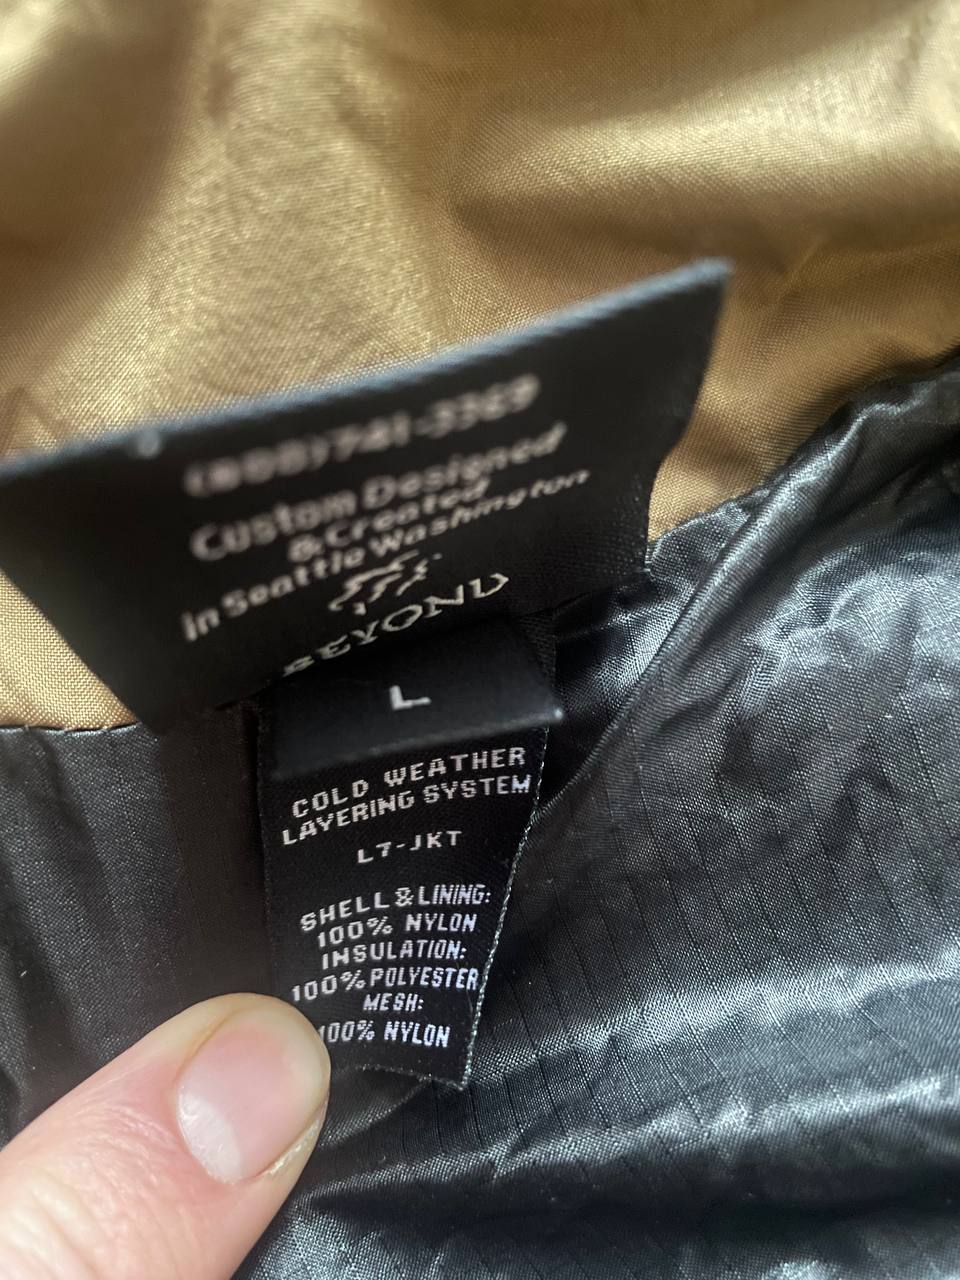 Custom Designed
& Created
in Seattle Washington
BEYOND
L
COLD WEATHER
LAYERING SYSTEM
L7-JKT
SHELL & LINING:
100% NYLON
INSULATION:
100% POLYESTER
MESH:
100% NYLON